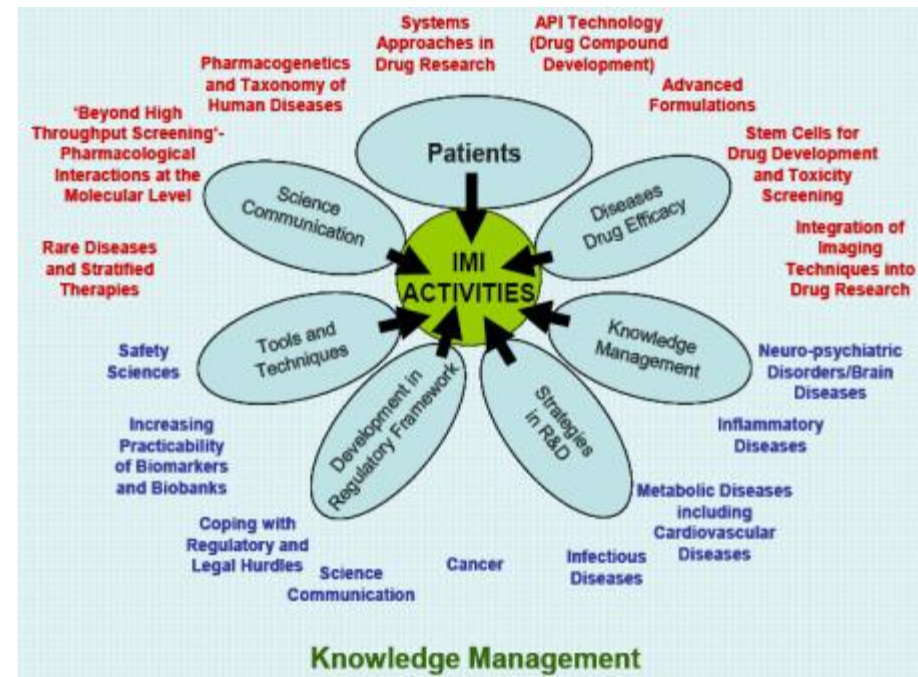 Systems
Approaches in
Drug Research
API Technology
(Drug Compound
Development)
Pharmacogenetics
and Taxonomy of
Human Diseases
Advanced
Formulations
'Beyond High
Throughput Screening'-
Pharmacological
Interactions at the
Molecular Level
Stem Cells for
Drug Development
and Toxicity
Screening
Rare Diseases
and Stratified
Therapies
Integration of
Imaging
Techniques into
Drug Research
Patients
Science
Communication
Diseases
Drug Efficacy
IMI
ACTIVITIES
Tools and
Techniques
Knowledge
Management
Development in
Regulatory Framework
Strategies
in R&D
Safety
Sciences
Neuro-psychiatric
Disorders/Brain
Diseases
Increasing
Practicability
of Biomarkers
and Biobanks
Inflammatory
Diseases
Metabolic Diseases
including
Cardiovascular
Diseases
Coping with
Regulatory and
Legal Hurdles
Science
Communication
Cancer
Infectious
Diseases
Knowledge Management